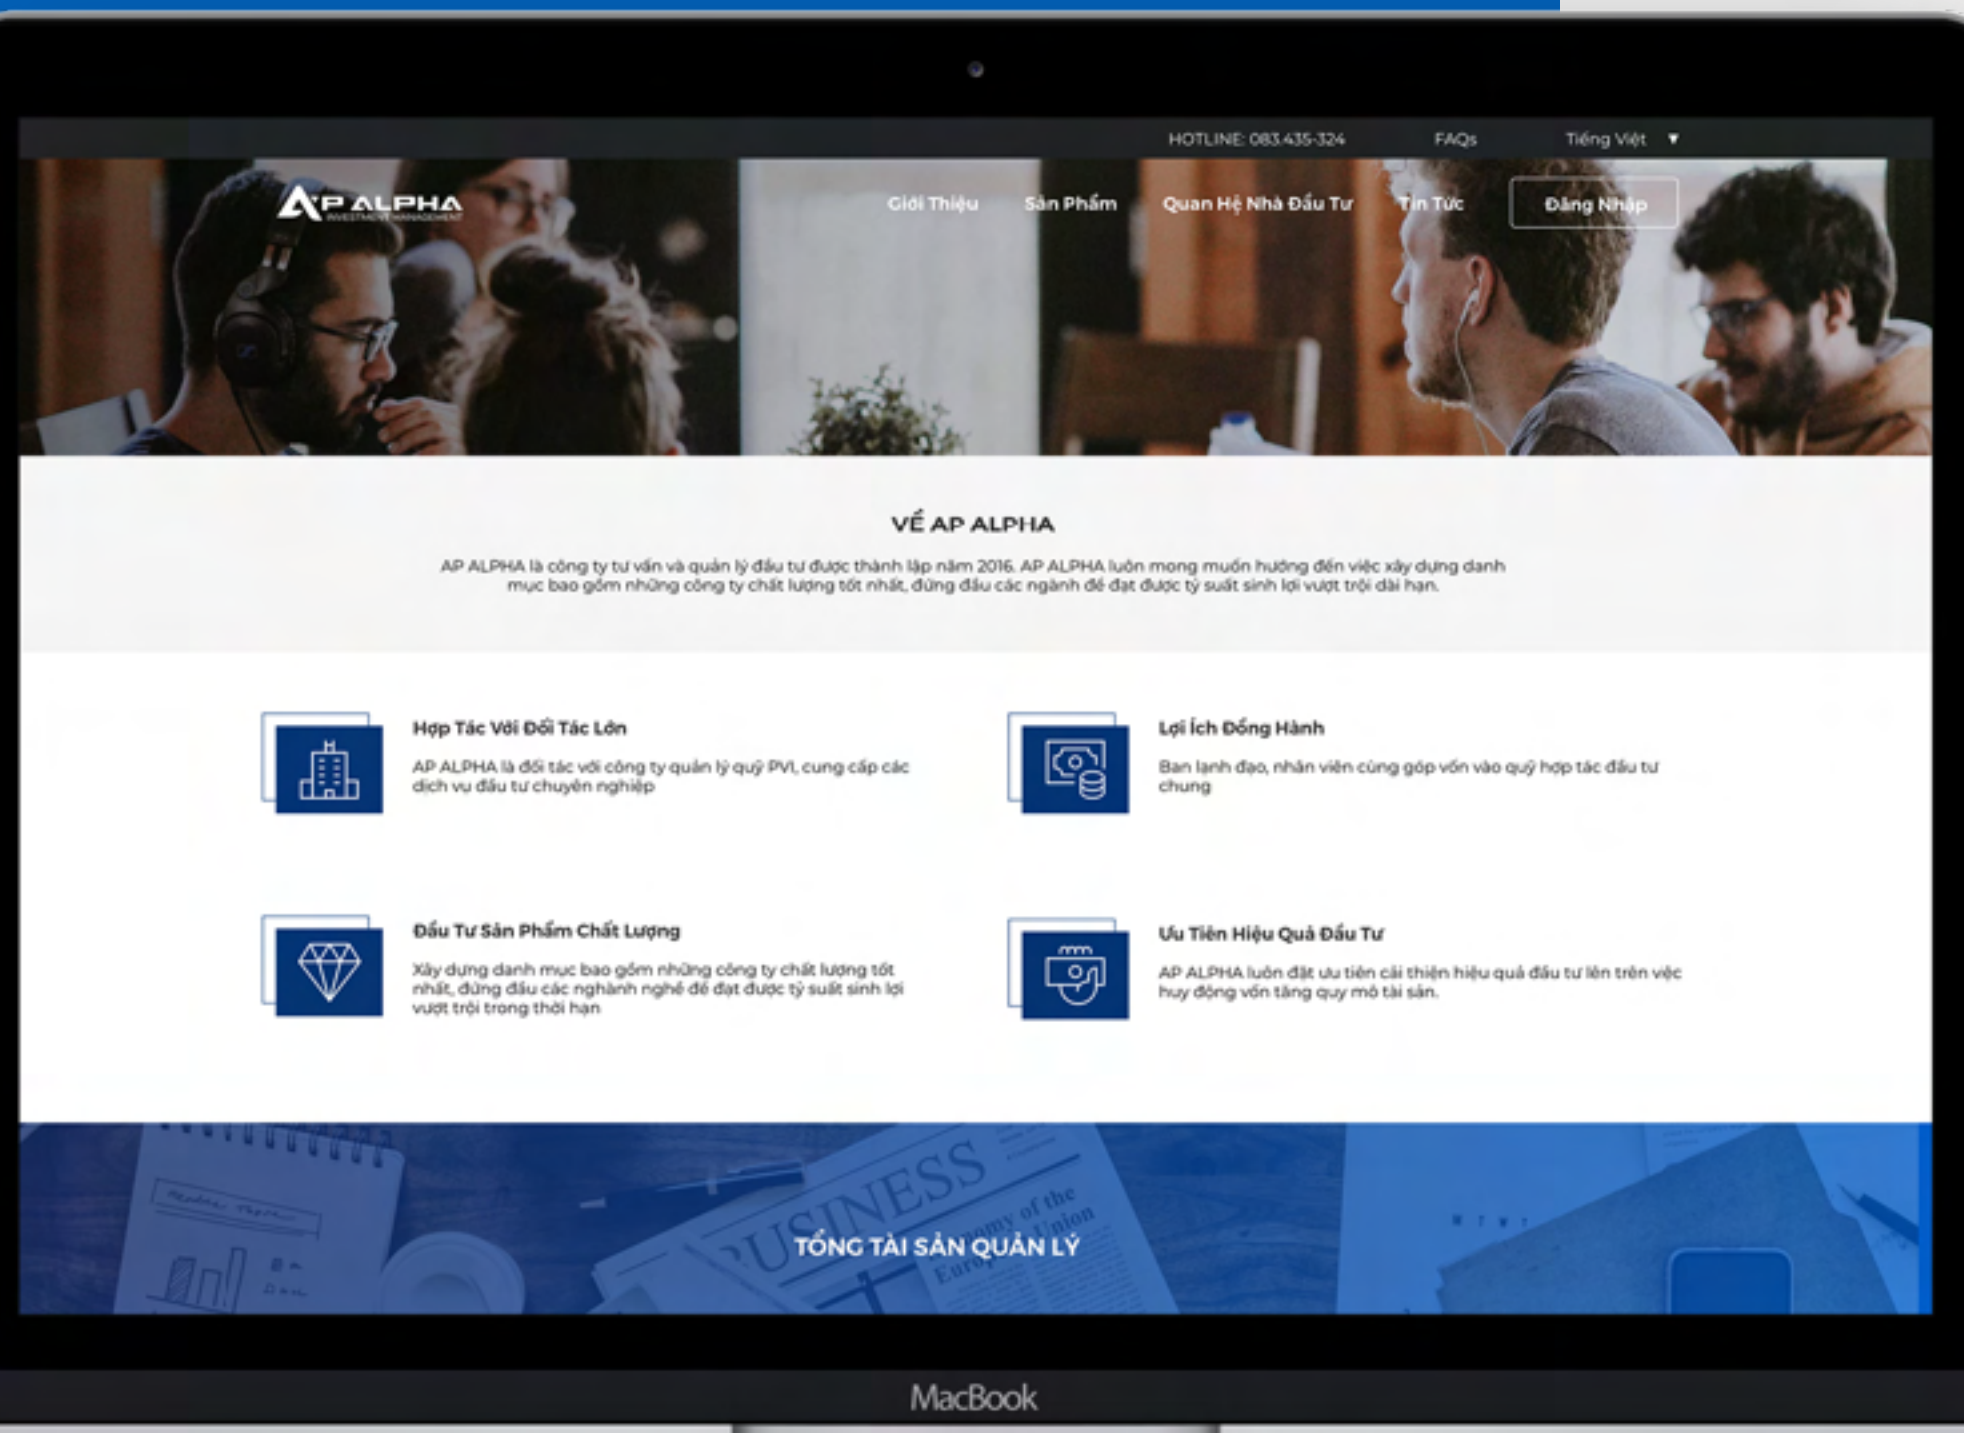 HOTLINE: 083.435-324 FAQs Tiếng Việt
AP ALPHA
INVESTMENT MANAGEMENT
Giới Thiệu Sản Phẩm Quan Hệ Nhà Đầu Tư Tin Tức Đăng Nhập
VỀ AP ALPHA
AP ALPHA là công ty tư vấn và quản lý đầu tư được thành lập năm 2016. AP ALPHA luôn mong muốn hướng đến việc xây dựng danh
mục bao gồm những công ty chất lượng tốt nhất, đứng đầu các ngành để đạt được tỷ suất sinh lợi vượt trội dài hạn.
Hợp Tác Với Đối Tác Lớn
AP ALPHA là đối tác với công ty quản lý quỹ PVI, cung cấp các
dịch vụ đầu tư chuyên nghiệp
Lợi Ích Đồng Hành
Ban lạnh đạo, nhân viên cùng góp vốn vào quỹ hợp tác đầu tư
chung
Đầu Tư Sản Phẩm Chất Lượng
Xây dựng danh mục bao gồm những công ty chất lượng tốt
nhất, đứng đầu các nghành nghề để đạt được tỷ suất sinh lợi
vượt trội trong thời hạn
Ưu Tiên Hiệu Quả Đầu Tư
AP ALPHA luôn đặt ưu tiên cải thiện hiệu quả đầu tư lên trên việc
huy động vốn tăng quy mô tài sản.
BUSINESS
Economy of the
European Union
TỔNG TÀI SẢN QUẢN LÝ
MacBook